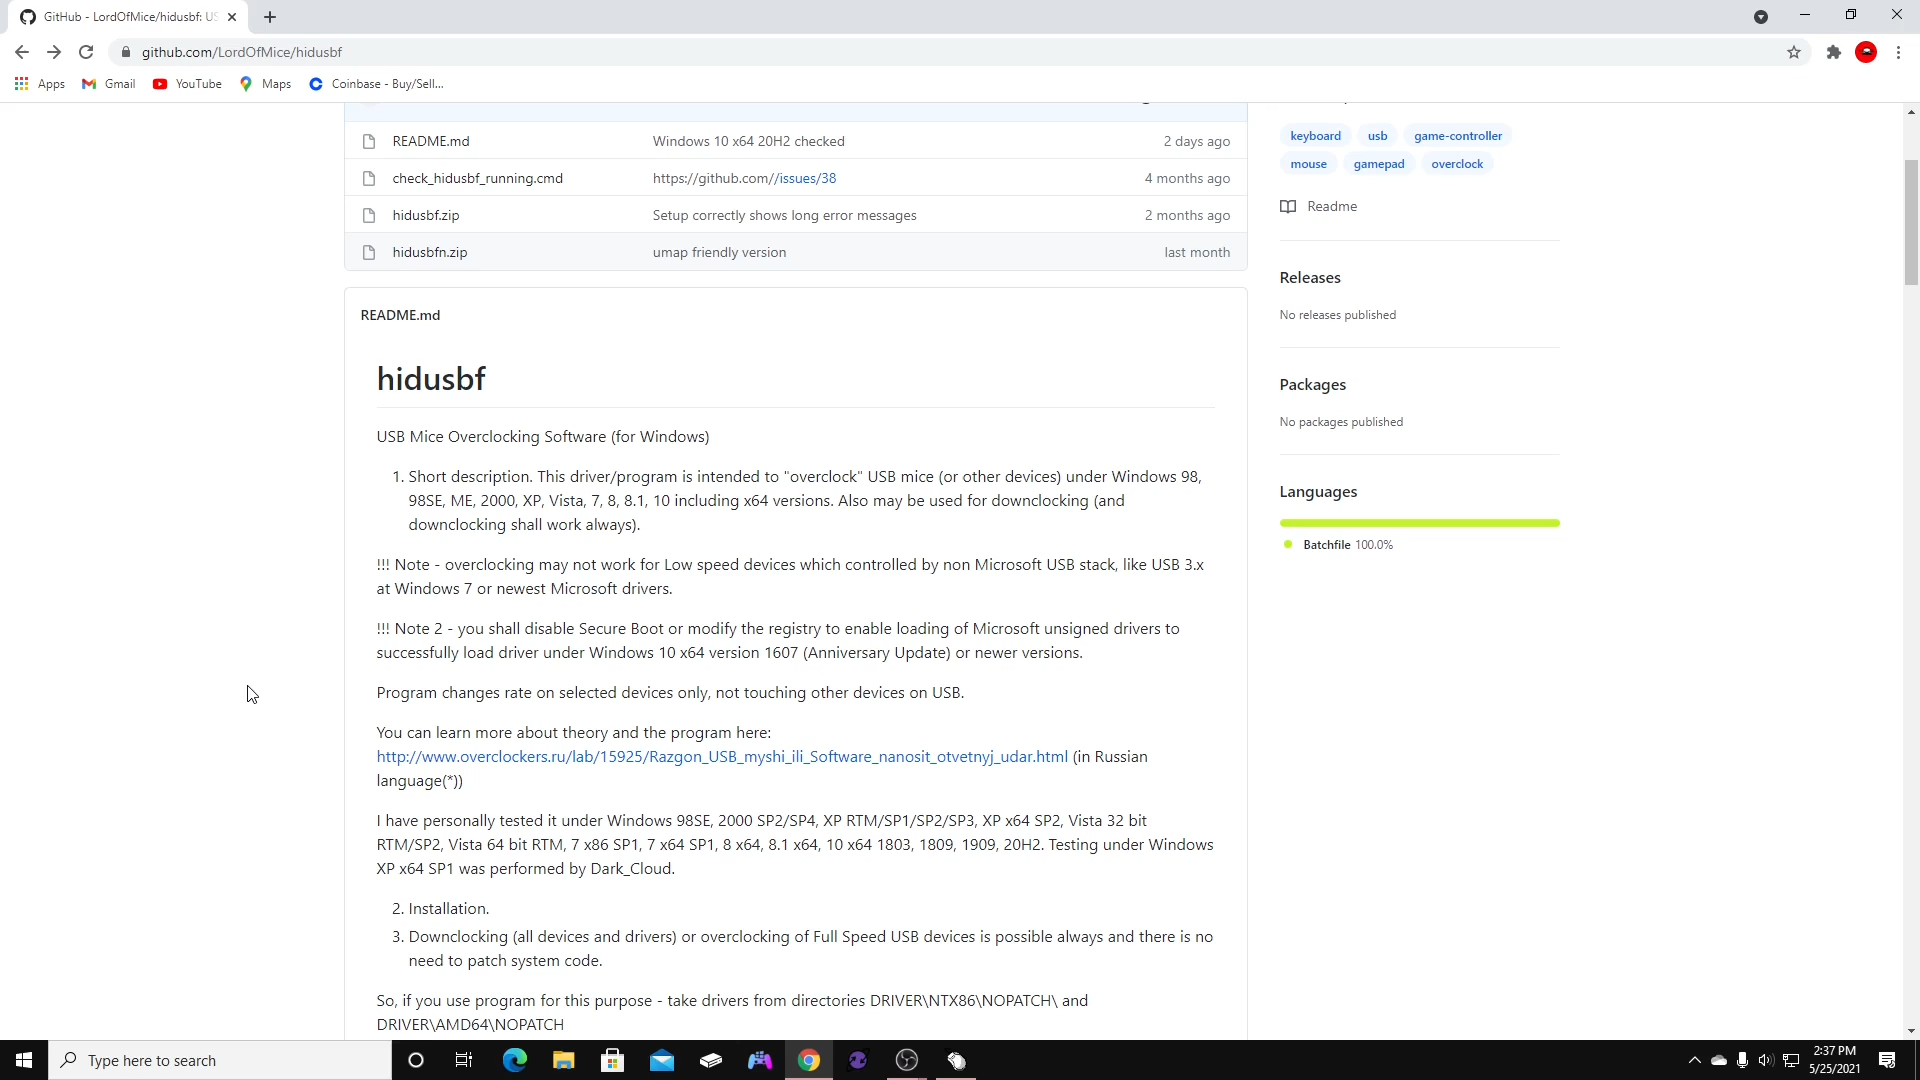 GitHub - LordOfMice/hidusbf: US
github.com/LordOfMice/hidusbf
Apps
Gmail
YouTube
Maps
Coinbase - Buy/Sell...
README.md Windows 10 x64 20H2 checked 2 days ago
check_hidusbf_running.cmd https://github.com//issues/38 4 months ago
hidusbf.zip Setup correctly shows long error messages 2 months ago
hidusbfn.zip umap friendly version last month
README.md
hidusbf
USB Mice Overclocking Software (for Windows)
1. Short description. This driver/program is intended to "overclock" USB mice (or other devices) under Windows 98,
98SE, ME, 2000, XP, Vista, 7, 8, 8.1, 10 including x64 versions. Also may be used for downclocking (and
downclocking shall work always).
!!! Note - overclocking may not work for Low speed devices which controlled by non Microsoft USB stack, like USB 3.x
at Windows 7 or newest Microsoft drivers.
!!! Note 2 - you shall disable Secure Boot or modify the registry to enable loading of Microsoft unsigned drivers to
successfully load driver under Windows 10 x64 version 1607 (Anniversary Update) or newer versions.
Program changes rate on selected devices only, not touching other devices on USB.
You can learn more about theory and the program here:
http://www.overclockers.ru/lab/15925/Razgon_USB_myshi_ili_Software_nanosit_otvetnyj_udar.html (in Russian
language(*))
I have personally tested it under Windows 98SE, 2000 SP2/SP4, XP RTM/SP1/SP2/SP3, XP x64 SP2, Vista 32 bit
RTM/SP2, Vista 64 bit RTM, 7 x86 SP1, 7 x64 SP1, 8 x64, 8.1 x64, 10 x64 1803, 1809, 1909, 20H2. Testing under Windows
XP x64 SP1 was performed by Dark_Cloud.
2. Installation.
3. Downclocking (all devices and drivers) or overclocking of Full Speed USB devices is possible always and there is no
need to patch system code.
So, if you use program for this purpose - take drivers from directories DRIVER\NTX86\NOPATCH\ and
DRIVER\AMD64\NOPATCH
keyboard usb game-controller
mouse gamepad overclock
Readme
Releases
No releases published
Packages
No packages published
Languages
Batchfile 100.0%
Type here to search
2:37 PM
5/25/2021